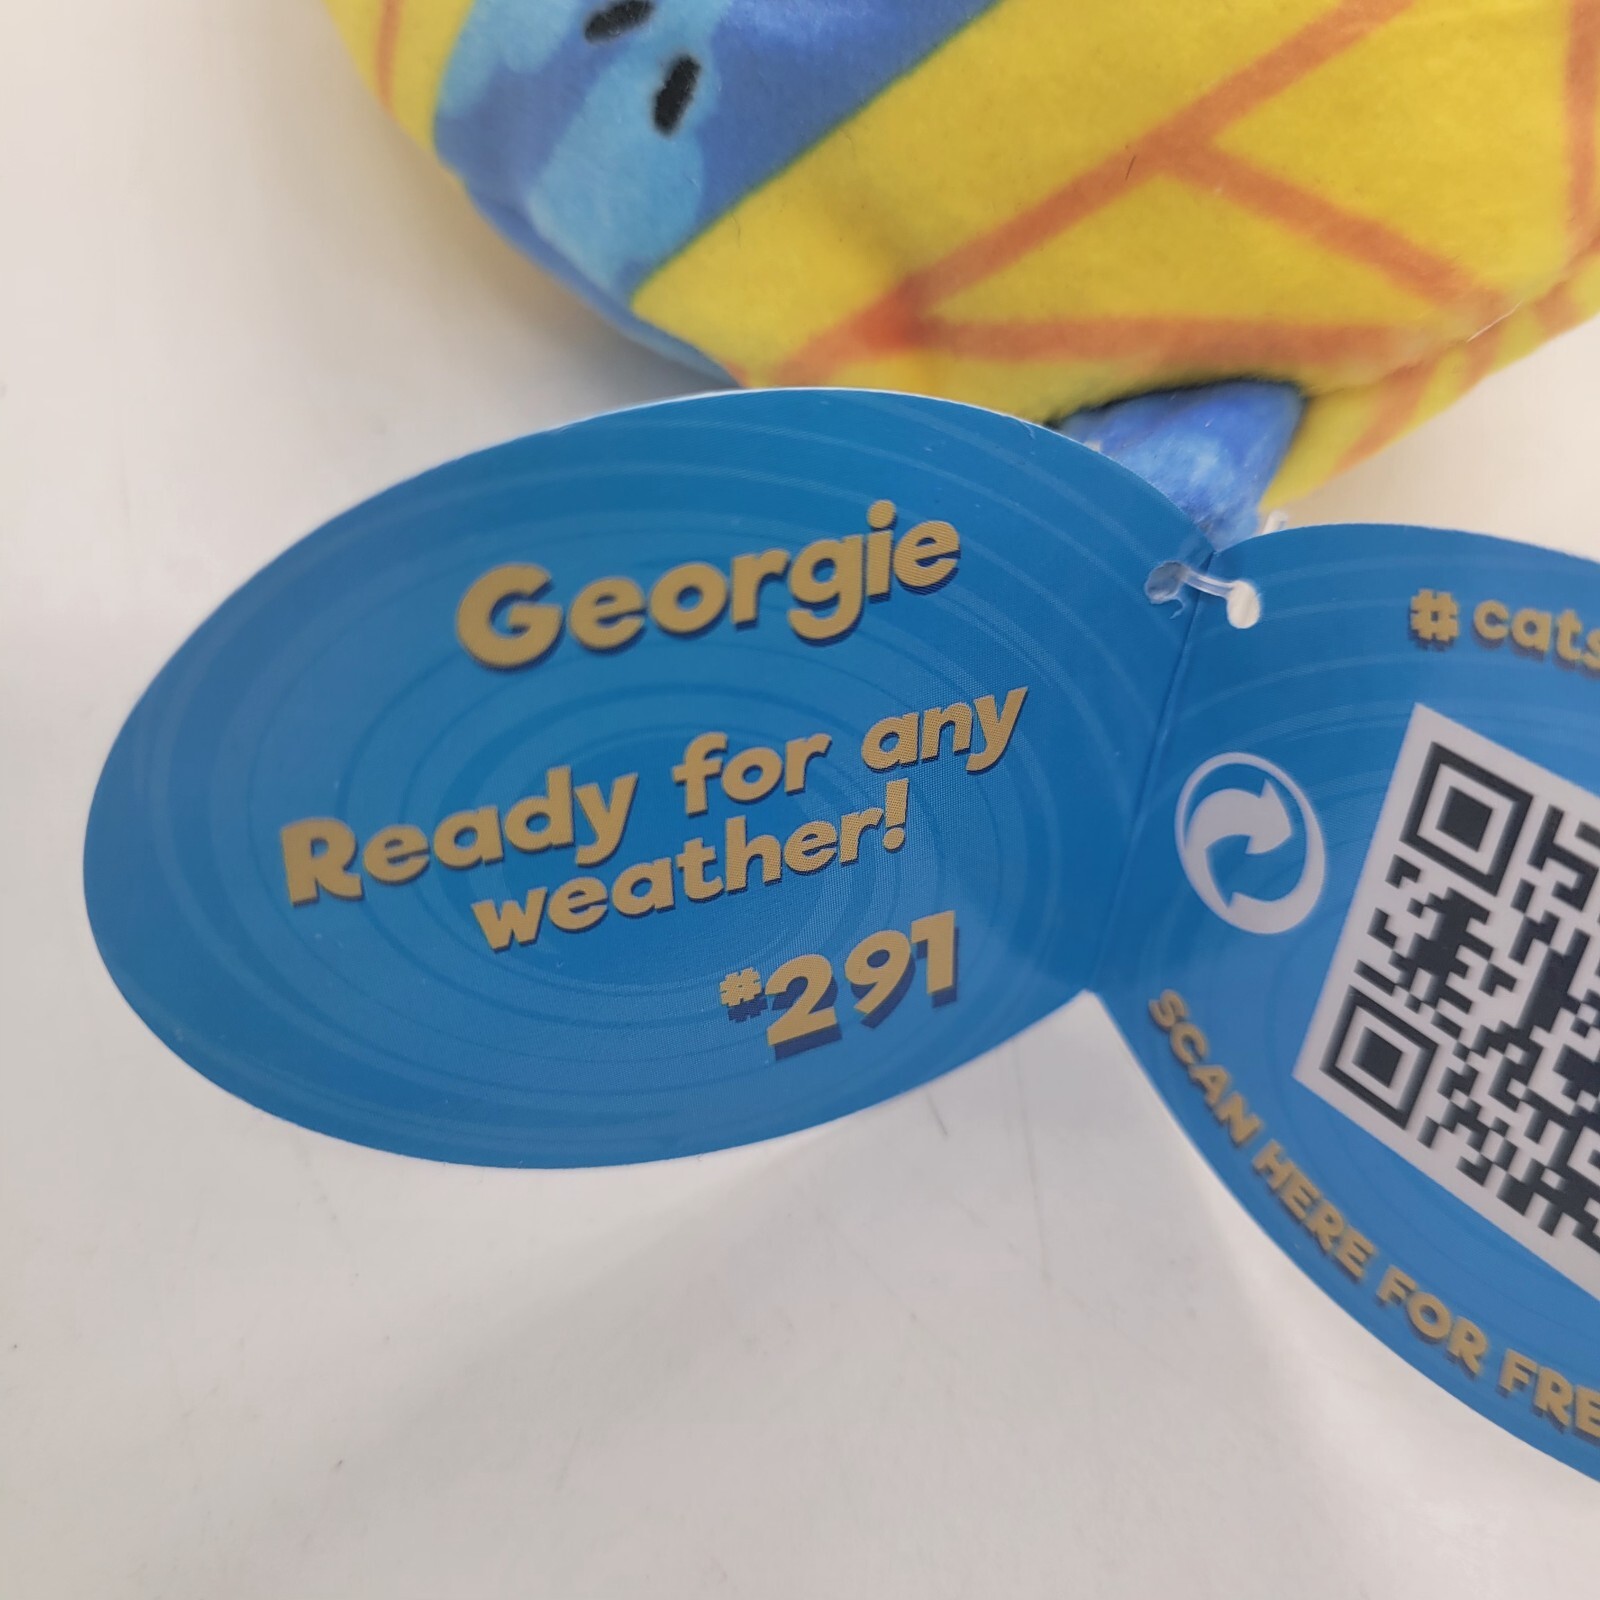 Georgie
Ready for any
weather!
#291
# cats
SCAN HERE FOR FRE